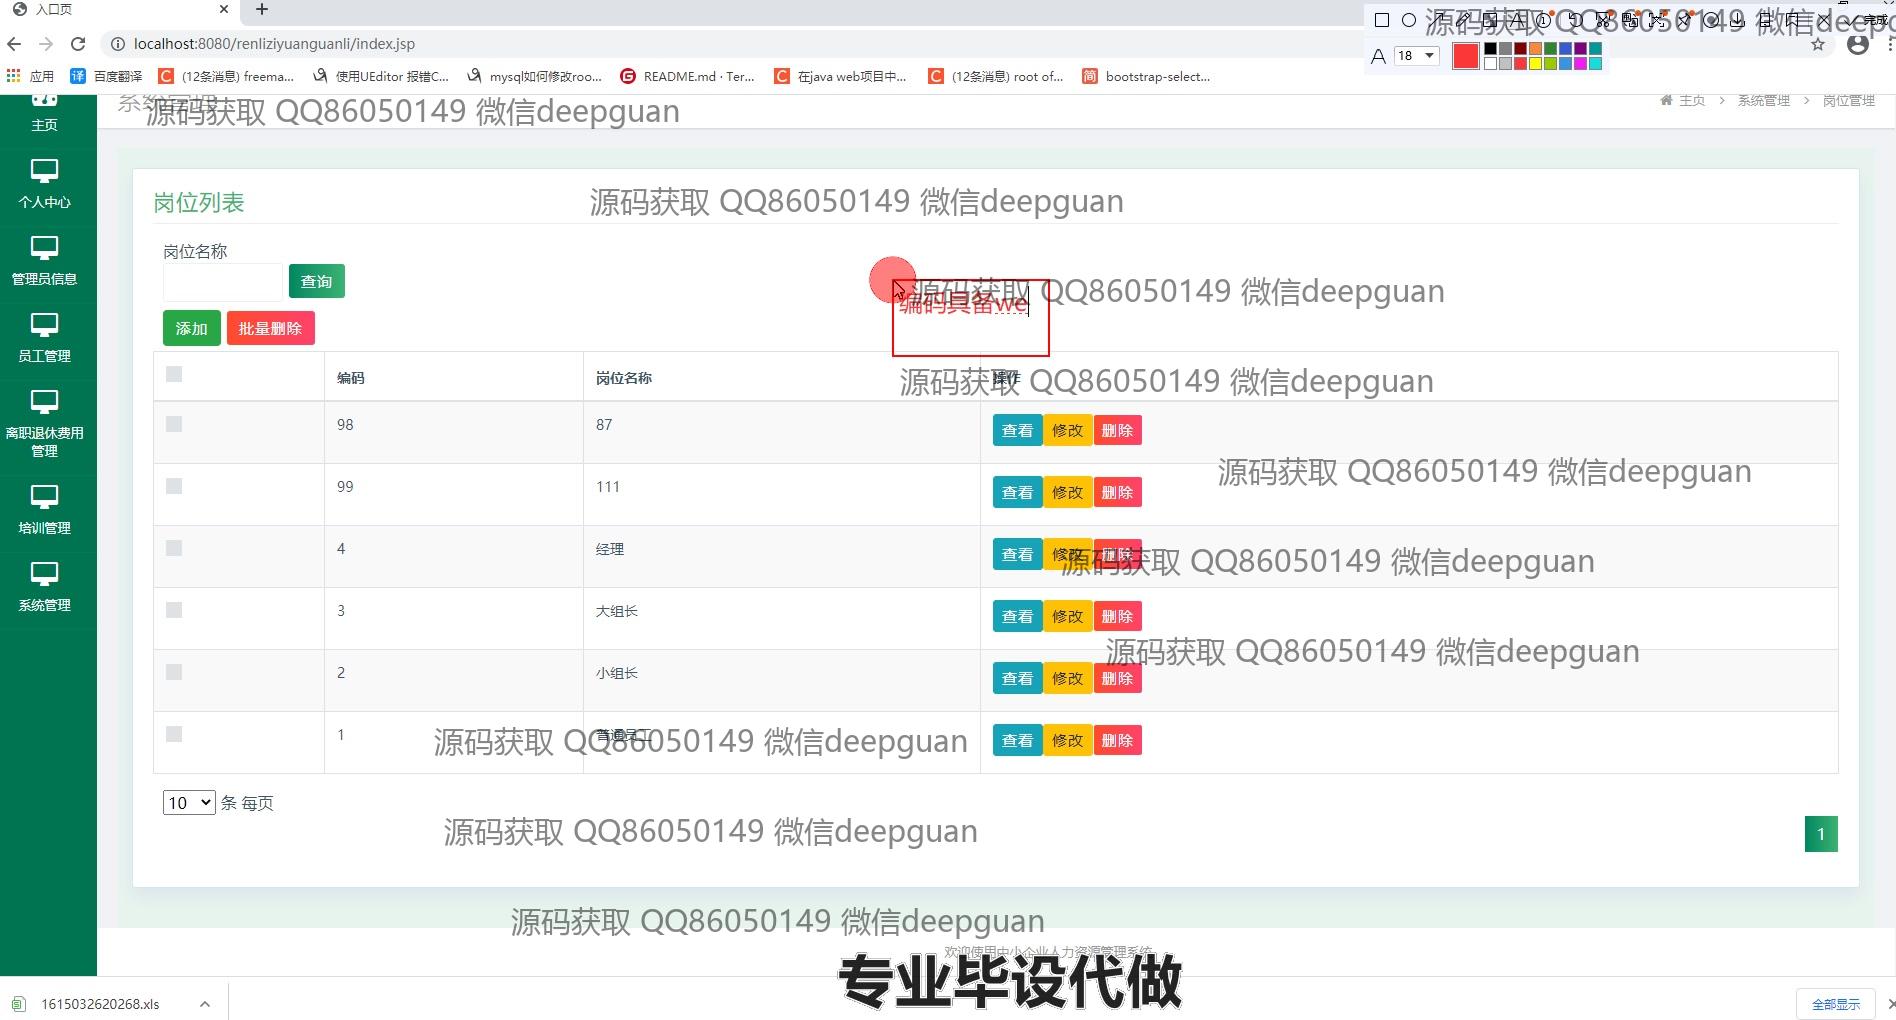 入口页
localhost:8080/renliziyuanguanli/index.jsp
源码获取 QQ86050149 微信deepguan
完成
A 18
应用 百度翻译 (12条消息) freema... 使用UEditor 报错C... mysql如何修改roo... README.md · Ter... 在java web项目中... (12条消息) root of... bootstrap-select...
系统管理
源码获取 QQ86050149 微信deepguan
主页 > 系统管理 > 岗位管理
主页
个人中心
管理员信息
员工管理
离职退休费用
管理
培训管理
系统管理
岗位列表
源码获取 QQ86050149 微信deepguan
岗位名称
查询
源码获取 QQ86050149 微信deepguan
编码具备we
添加 批量删除
编码 岗位名称 操作
源码获取 QQ86050149 微信deepguan
98 87 查看 修改 删除
源码获取 QQ86050149 微信deepguan
99 111 查看 修改 删除
4 经理 查看 修改 删除
源码获取 QQ86050149 微信deepguan
3 大组长 查看 修改 删除
源码获取 QQ86050149 微信deepguan
2 小组长 查看 修改 删除
1 普通员工 查看 修改 删除
源码获取 QQ86050149 微信deepguan
10 条 每页
源码获取 QQ86050149 微信deepguan
1
源码获取 QQ86050149 微信deepguan
欢迎使用中小企业人力资源管理系统
专业毕设代做
1615032620268.xls
全部显示